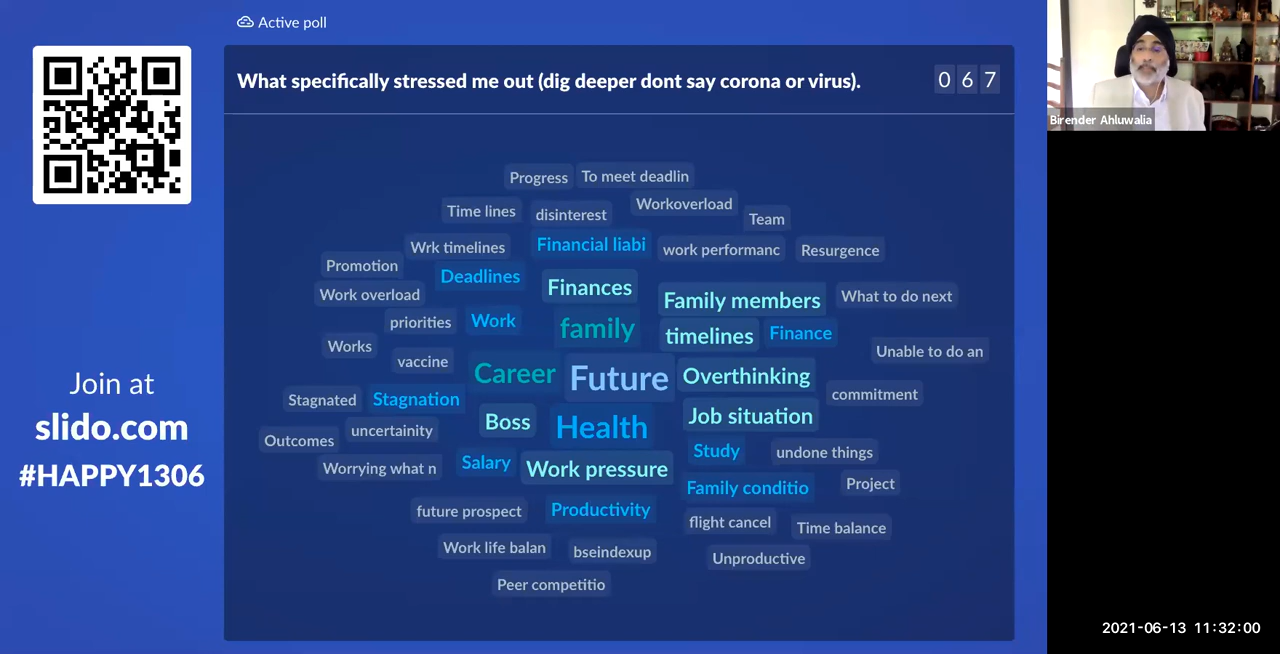 Active poll
What specifically stressed me out (dig deeper dont say corona or virus).
0 6 7
Birender Ahluwalia
Progress
To meet deadlin
Time lines
disinterest
Workoverload
Team
Wrk timelines
Financial liabi
work performanc
Resurgence
Promotion
Deadlines
Finances
Family members
What to do next
Work overload
priorities
Work
family
timelines
Finance
Works
vaccine
Unable to do an
Career
Future
Overthinking
Stagnated
Stagnation
commitment
Boss
Health
Job situation
Outcomes
uncertainity
Study
undone things
Worrying what n
Salary
Work pressure
Family conditio
Project
future prospect
Productivity
flight cancel
Time balance
Work life balan
bseindexup
Unproductive
Peer competitio
Join at
slido.com
#HAPPY1306
2021-06-13 11:32:00